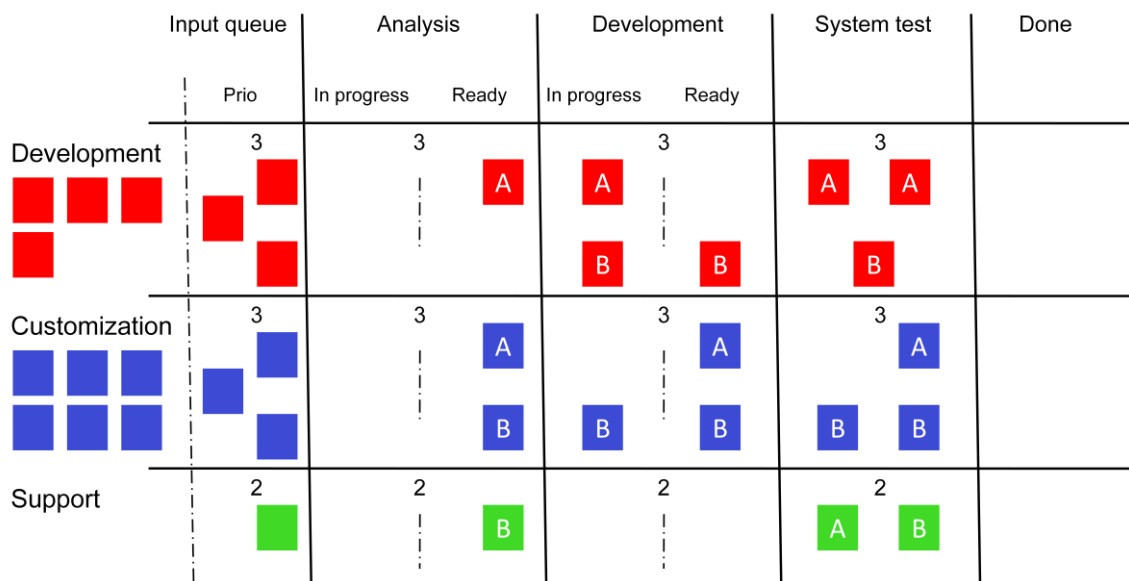 Input queue Analysis Development System test Done
Prio In progress Ready In progress Ready
3 3 3 3
Development
A A A A
B B B
3 3 3 3
Customization
A A A
B B B B B
2 2 2 2
Support
B A B